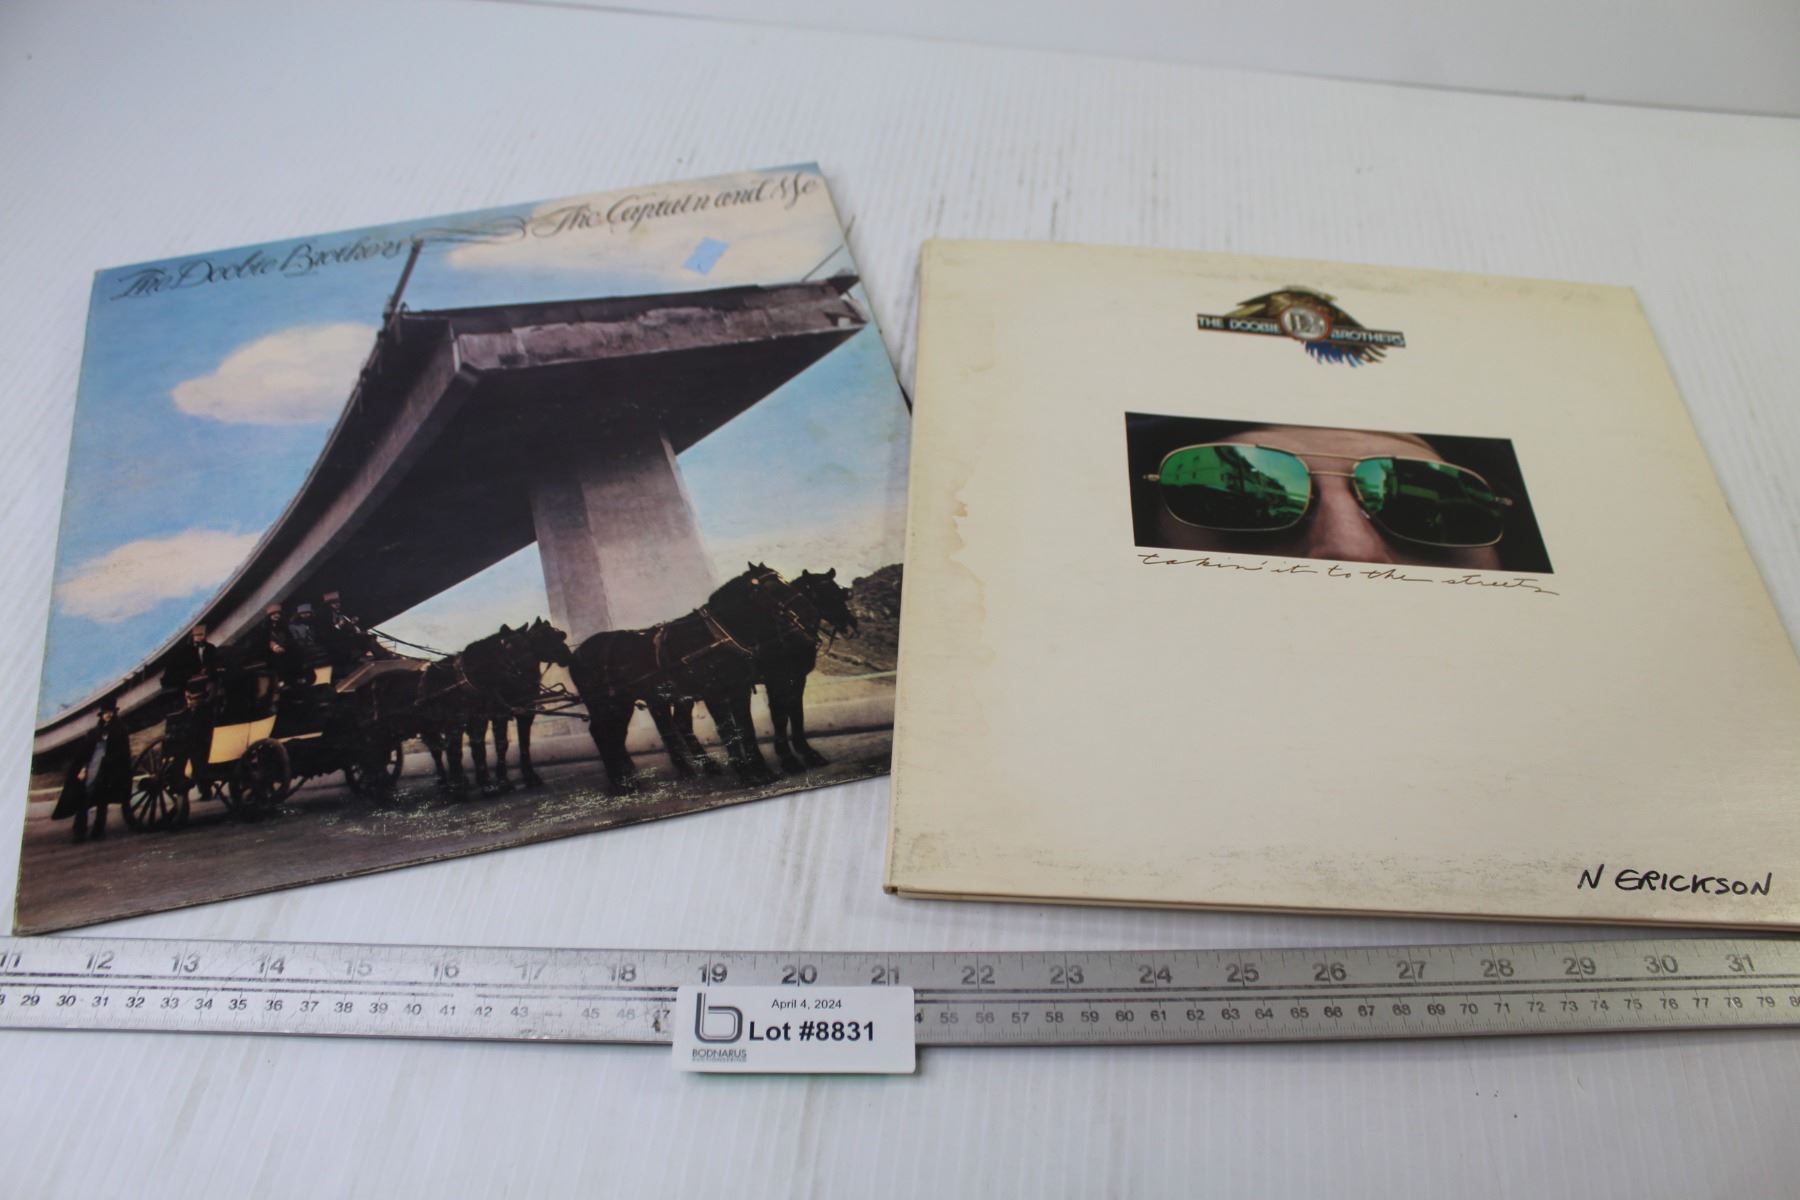 The Doobie Brothers The Captain and Me
THE DOOBIE BROTHERS
takin' it to the streets
N ERICKSON
11 12 13 14 15 16 17 18 19 20 21 22 23 24 25 26 27 28 29 30 31
29 30 31 32 33 34 35 36 37 38 39 40 41 42 43 45 46 47 55 56 57 58 59 60 61 62 63 64 65 66 67 68 69 70 71 72 73 74 75 76 77 78 79
April 4, 2024
Lot #8831
BODNARUS
AUCTIONEERING